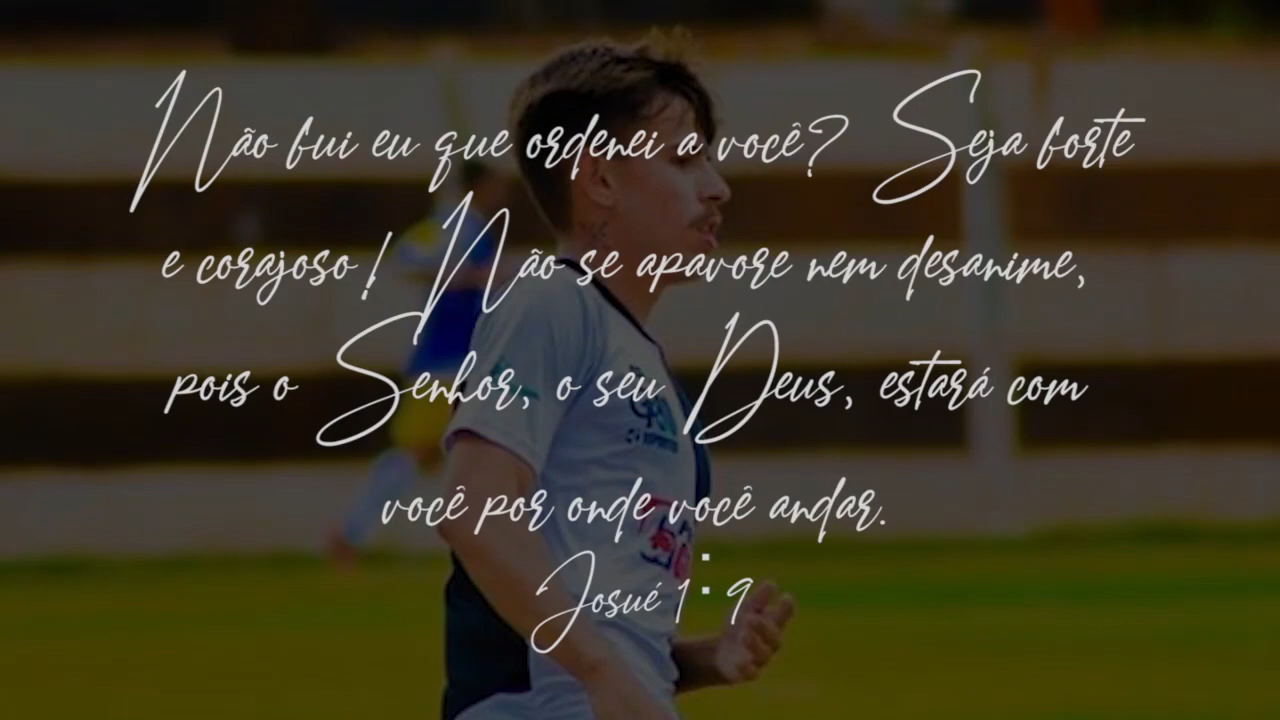 Não fui eu que ordenei a você? Seja forte
e corajoso! Não se apavore nem desanime,
pois o Senhor, o seu Deus, estará com
você por onde você andar.
Josué 1:9